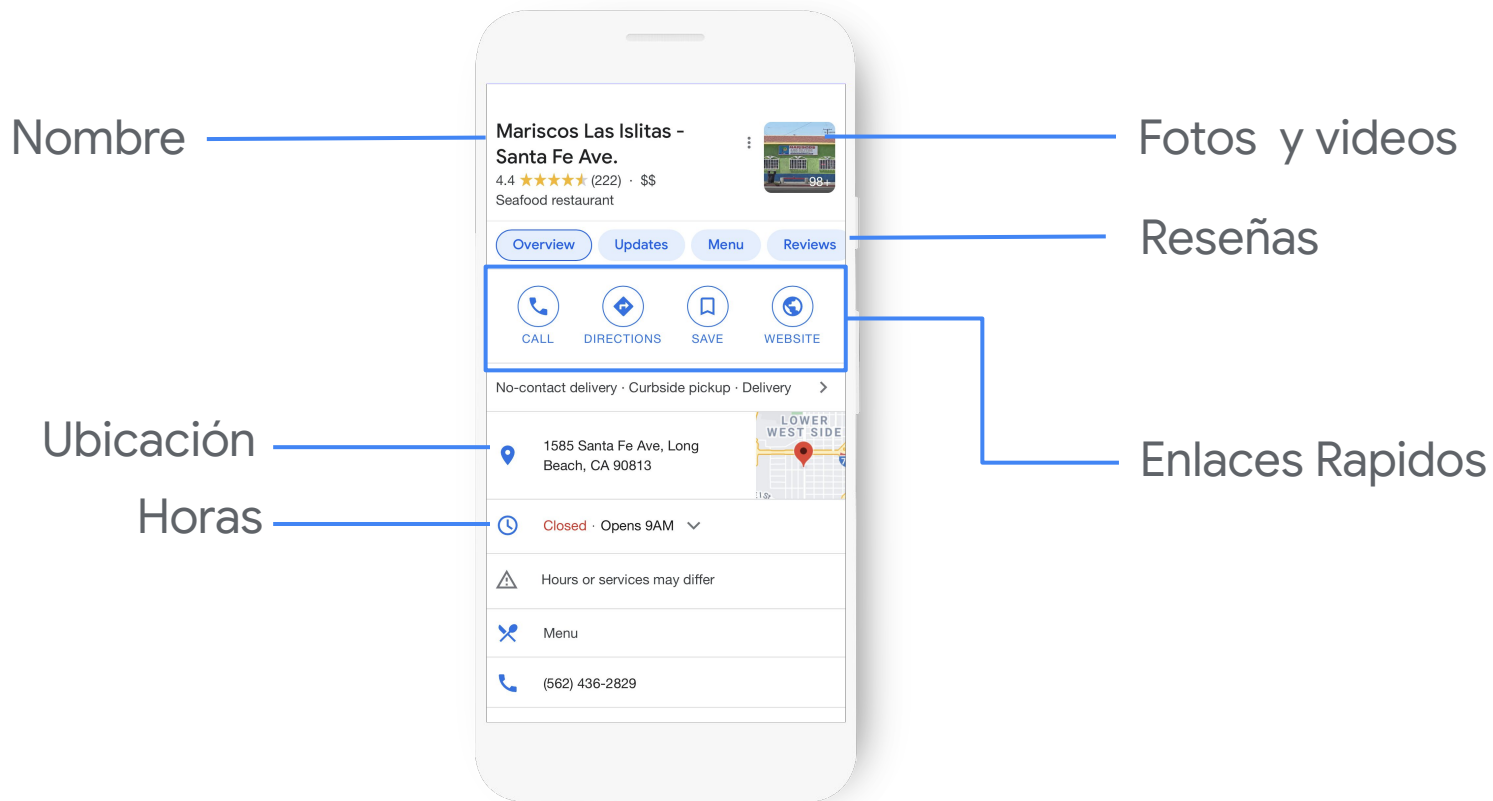 Nombre
Fotos y videos
Reseñas
Enlaces Rapidos
Ubicación
Horas
Mariscos Las Islitas -
Santa Fe Ave.
4.4 ★★★★★ (222) · $$
Seafood restaurant
98+
Overview Updates Menu Reviews
CALL DIRECTIONS SAVE WEBSITE
No-contact delivery · Curbside pickup · Delivery
1585 Santa Fe Ave, Long
Beach, CA 90813
LOWER
WEST SIDE
Closed · Opens 9AM
Hours or services may differ
Menu
(562) 436-2829